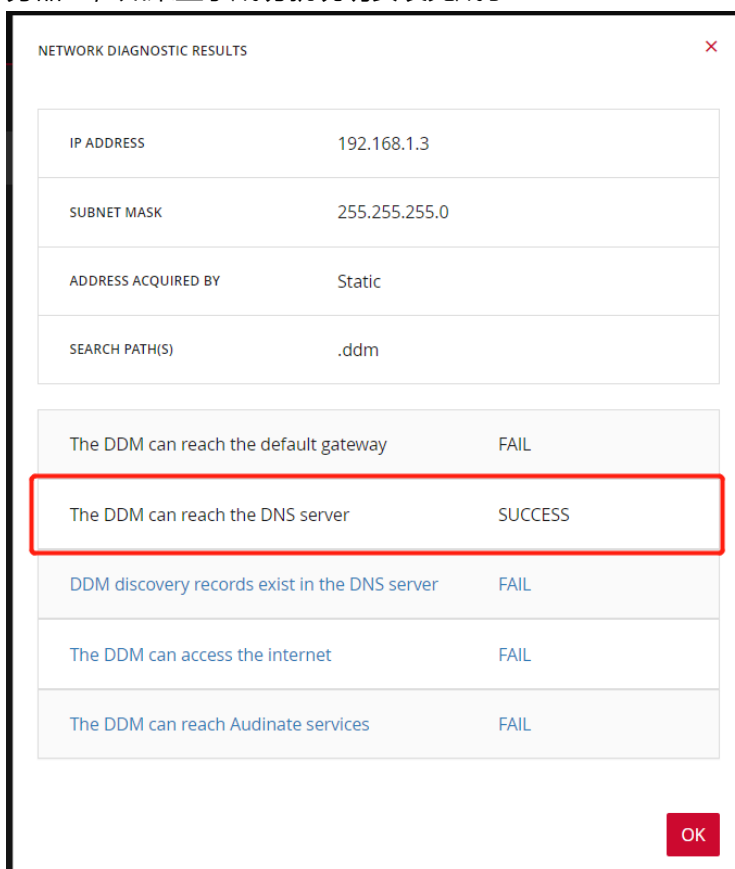 NETWORK DIAGNOSTIC RESULTS ×
IP ADDRESS 192.168.1.3
SUBNET MASK 255.255.255.0
ADDRESS ACQUIRED BY Static
SEARCH PATH(S) .ddm
The DDM can reach the default gateway FAIL
The DDM can reach the DNS server SUCCESS
DDM discovery records exist in the DNS server FAIL
The DDM can access the internet FAIL
The DDM can reach Audinate services FAIL
OK